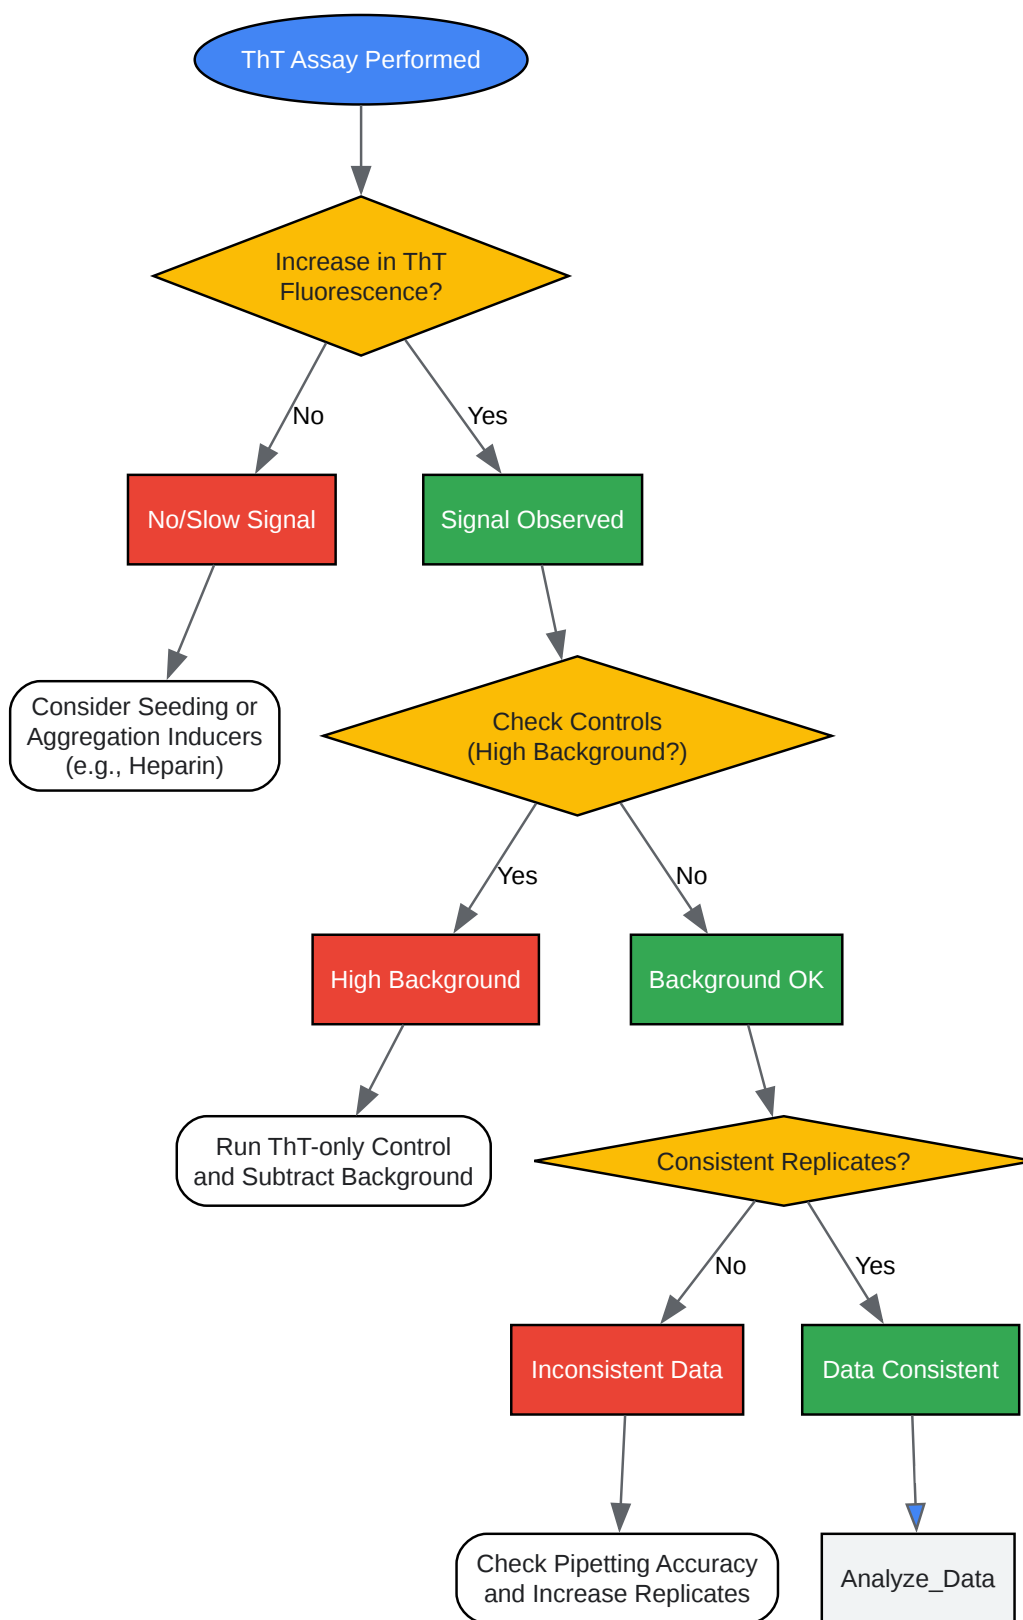 ThT Assay Performed
Increase in ThT
Fluorescence?
No
Yes
No/Slow Signal
Signal Observed
Consider Seeding or
Aggregation Inducers
(e.g., Heparin)
Check Controls
(High Background?)
Yes
No
High Background
Background OK
Run ThT-only Control
and Subtract Background
Consistent Replicates?
No
Yes
Inconsistent Data
Data Consistent
Check Pipetting Accuracy
and Increase Replicates
Analyze_Data